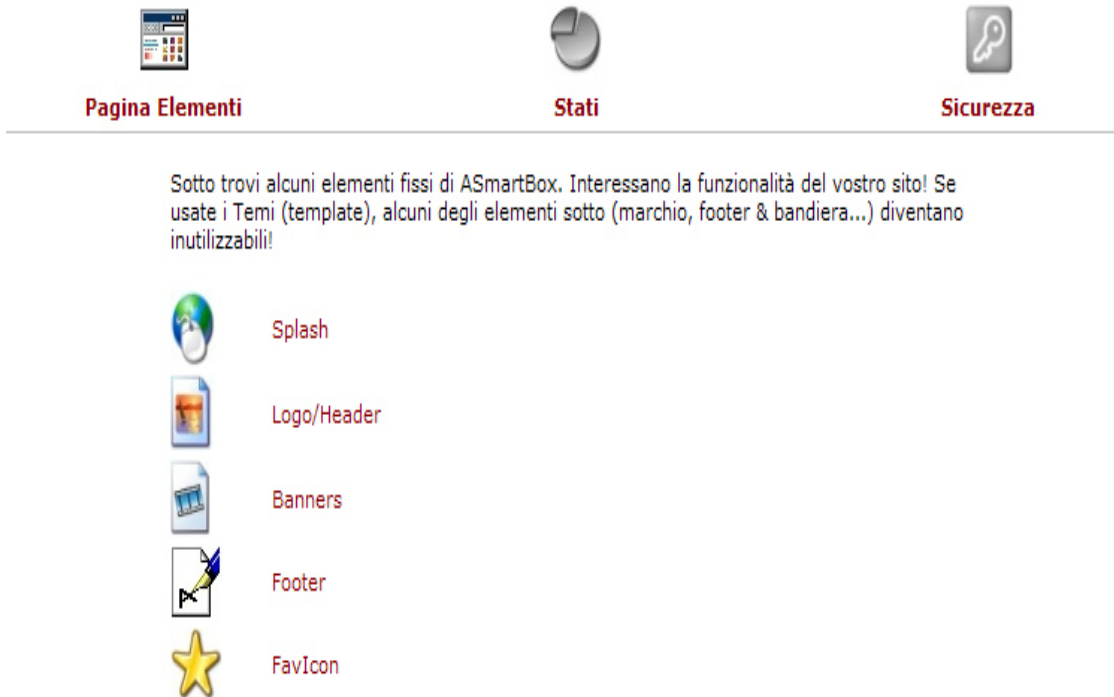 Pagina Elementi
Stati
Sicurezza
Sotto trovi alcuni elementi fissi di ASmartBox. Interessano la funzionalità del vostro sito! Se
usate i Temi (template), alcuni degli elementi sotto (marchio, footer & bandiera...) diventano
inutilizzabili!
Splash
Logo/Header
Banners
Footer
FavIcon